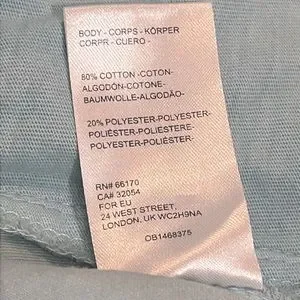 BODY - CORPS - KÖRPER
CORPR - CUERO -
80% COTTON -COTON-
ALGODÓN-COTONE-
BAUMWOLLE-ALGODÃO-
20% POLYESTER-POLYESTER-
POLIÉSTER-POLIESTERE-
POLYESTER-POLIÉSTER-
RN# 66170
CA# 32054
FOR EU
24 WEST STREET,
LONDON, UK WC2H9NA
OB1468375